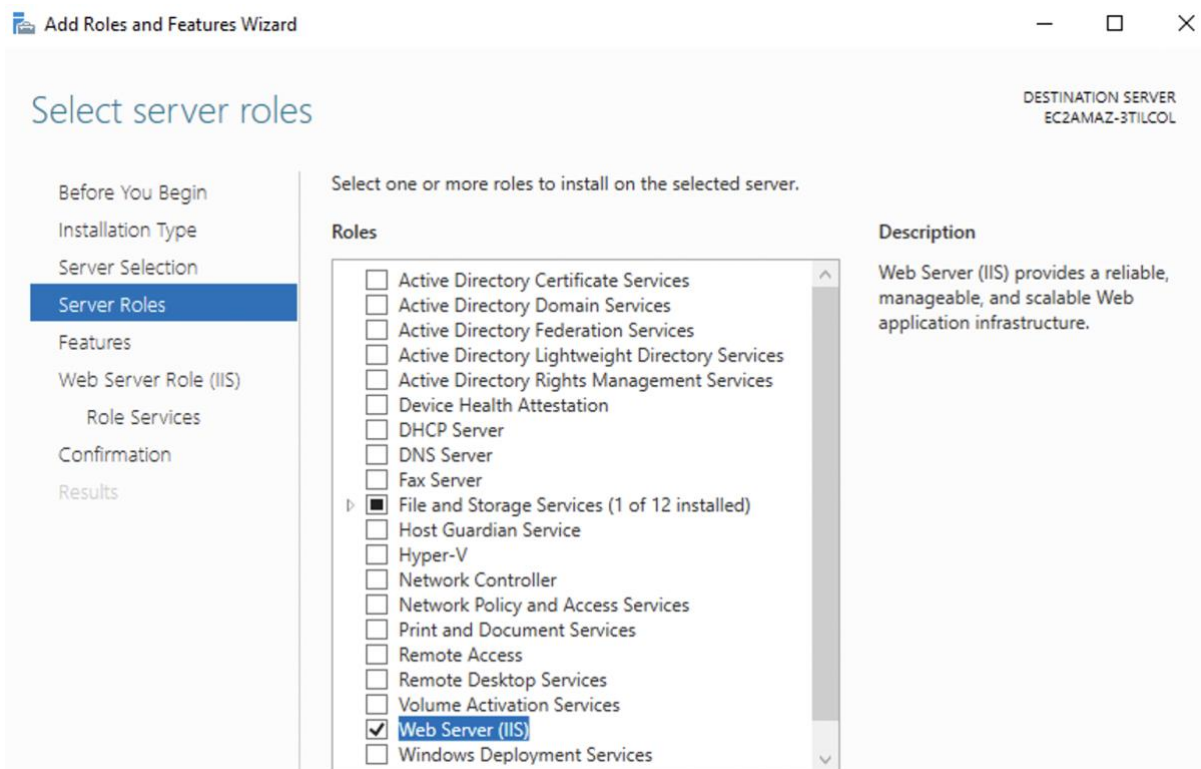 Add Roles and Features Wizard
Select server roles
DESTINATION SERVER
EC2AMAZ-3TILCOL
Before You Begin
Installation Type
Server Selection
Server Roles
Features
Web Server Role (IIS)
Role Services
Confirmation
Results
Select one or more roles to install on the selected server.
Roles
Active Directory Certificate Services
Active Directory Domain Services
Active Directory Federation Services
Active Directory Lightweight Directory Services
Active Directory Rights Management Services
Device Health Attestation
DHCP Server
DNS Server
Fax Server
File and Storage Services (1 of 12 installed)
Host Guardian Service
Hyper-V
Network Controller
Network Policy and Access Services
Print and Document Services
Remote Access
Remote Desktop Services
Volume Activation Services
Web Server (IIS)
Windows Deployment Services
Description
Web Server (IIS) provides a reliable,
manageable, and scalable Web
application infrastructure.